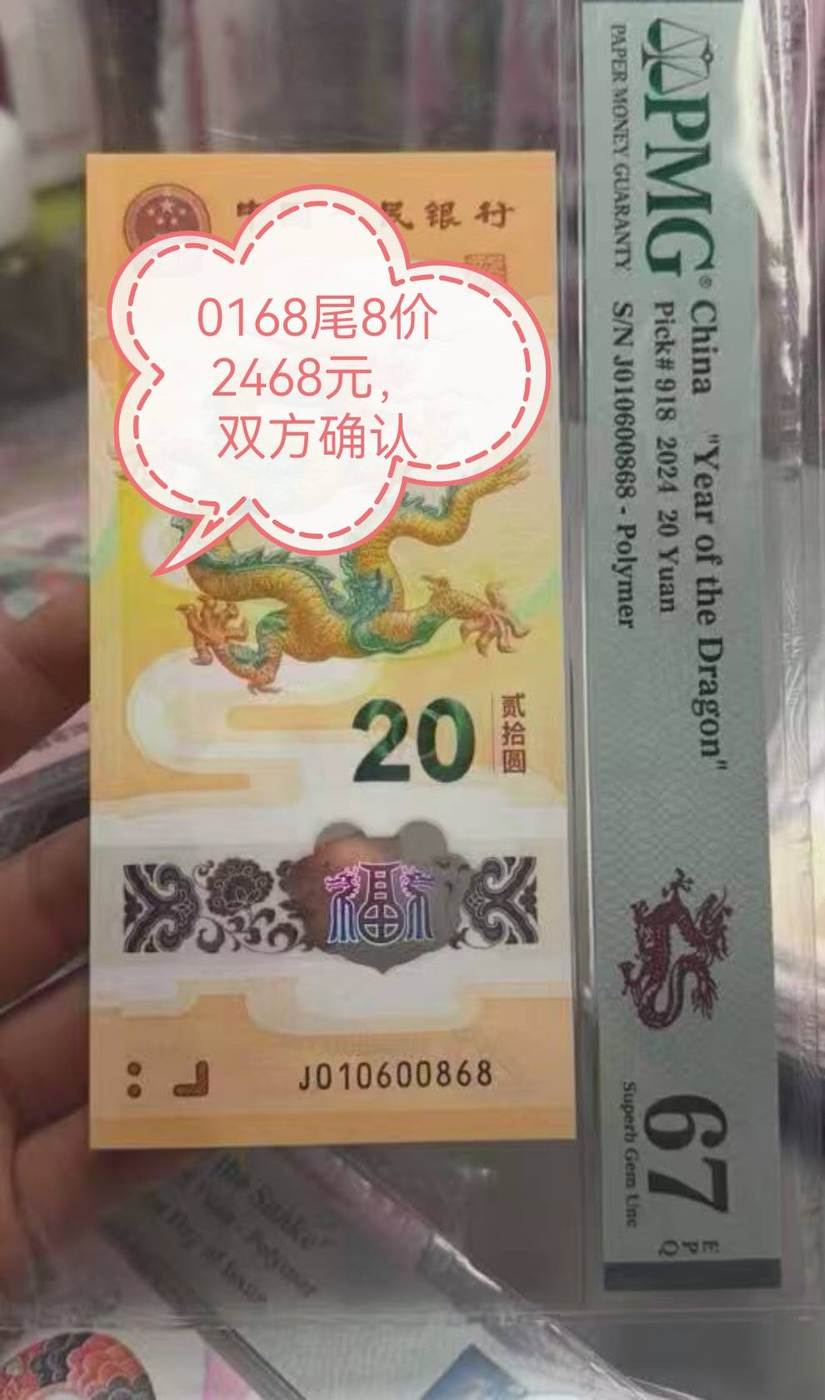 银行
0168尾8价
2468元,
双方确认
20
贰拾圆
福
J010600868
PMG®
PAPER MONEY GUARANTY
China "Year of the Dragon"
Pick# 918 2024 20 Yuan
S/N J010600868 - Polymer
67 EPQ
Superb Gem Unc